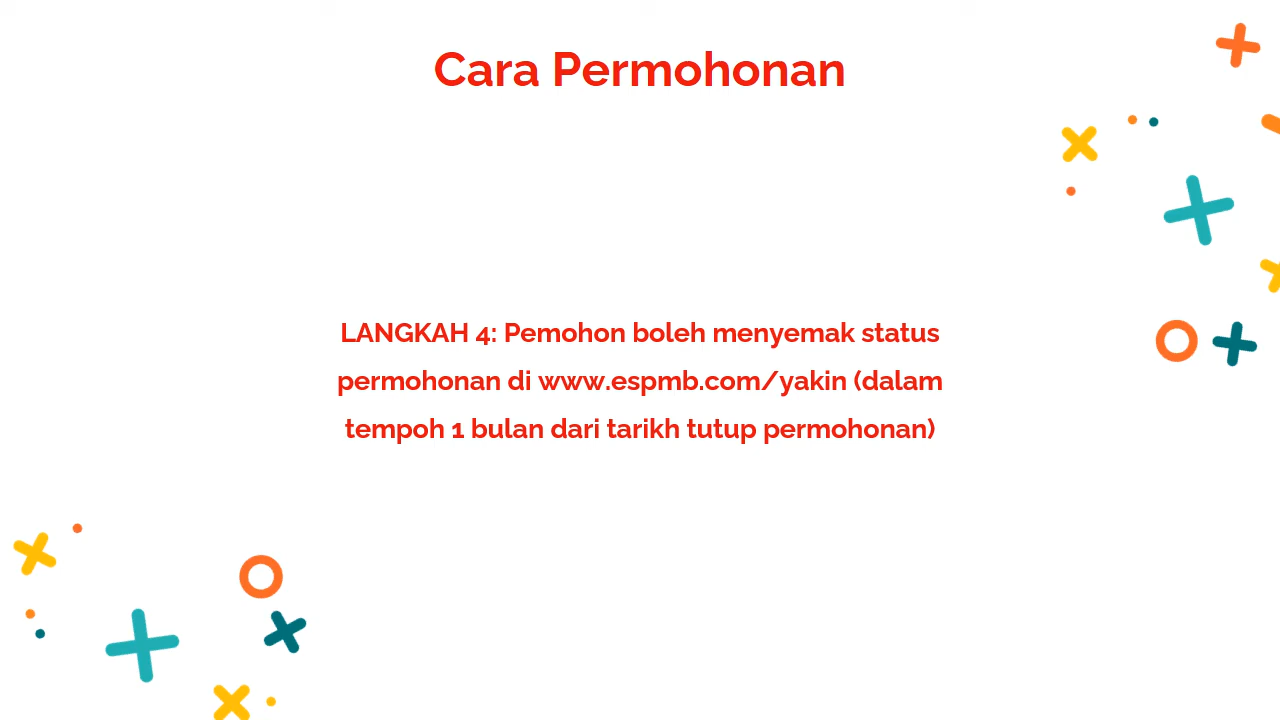 Cara Permohonan
LANGKAH 4: Pemohon boleh menyemak status
permohonan di www.espmb.com/yakin (dalam
tempoh 1 bulan dari tarikh tutup permohonan)